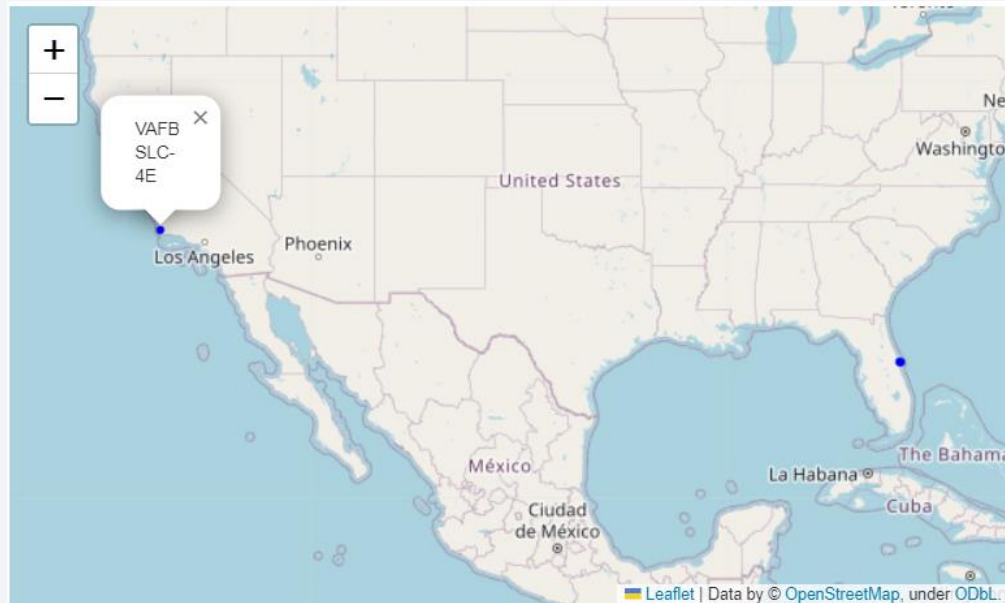 +
−
VAFB
SLC-
4E
×
Washingto
United States
Phoenix
Los Angeles
The Bahama
México
La Habana
Cuba
Ciudad
de México
Leaflet | Data by © OpenStreetMap, under ODbL.